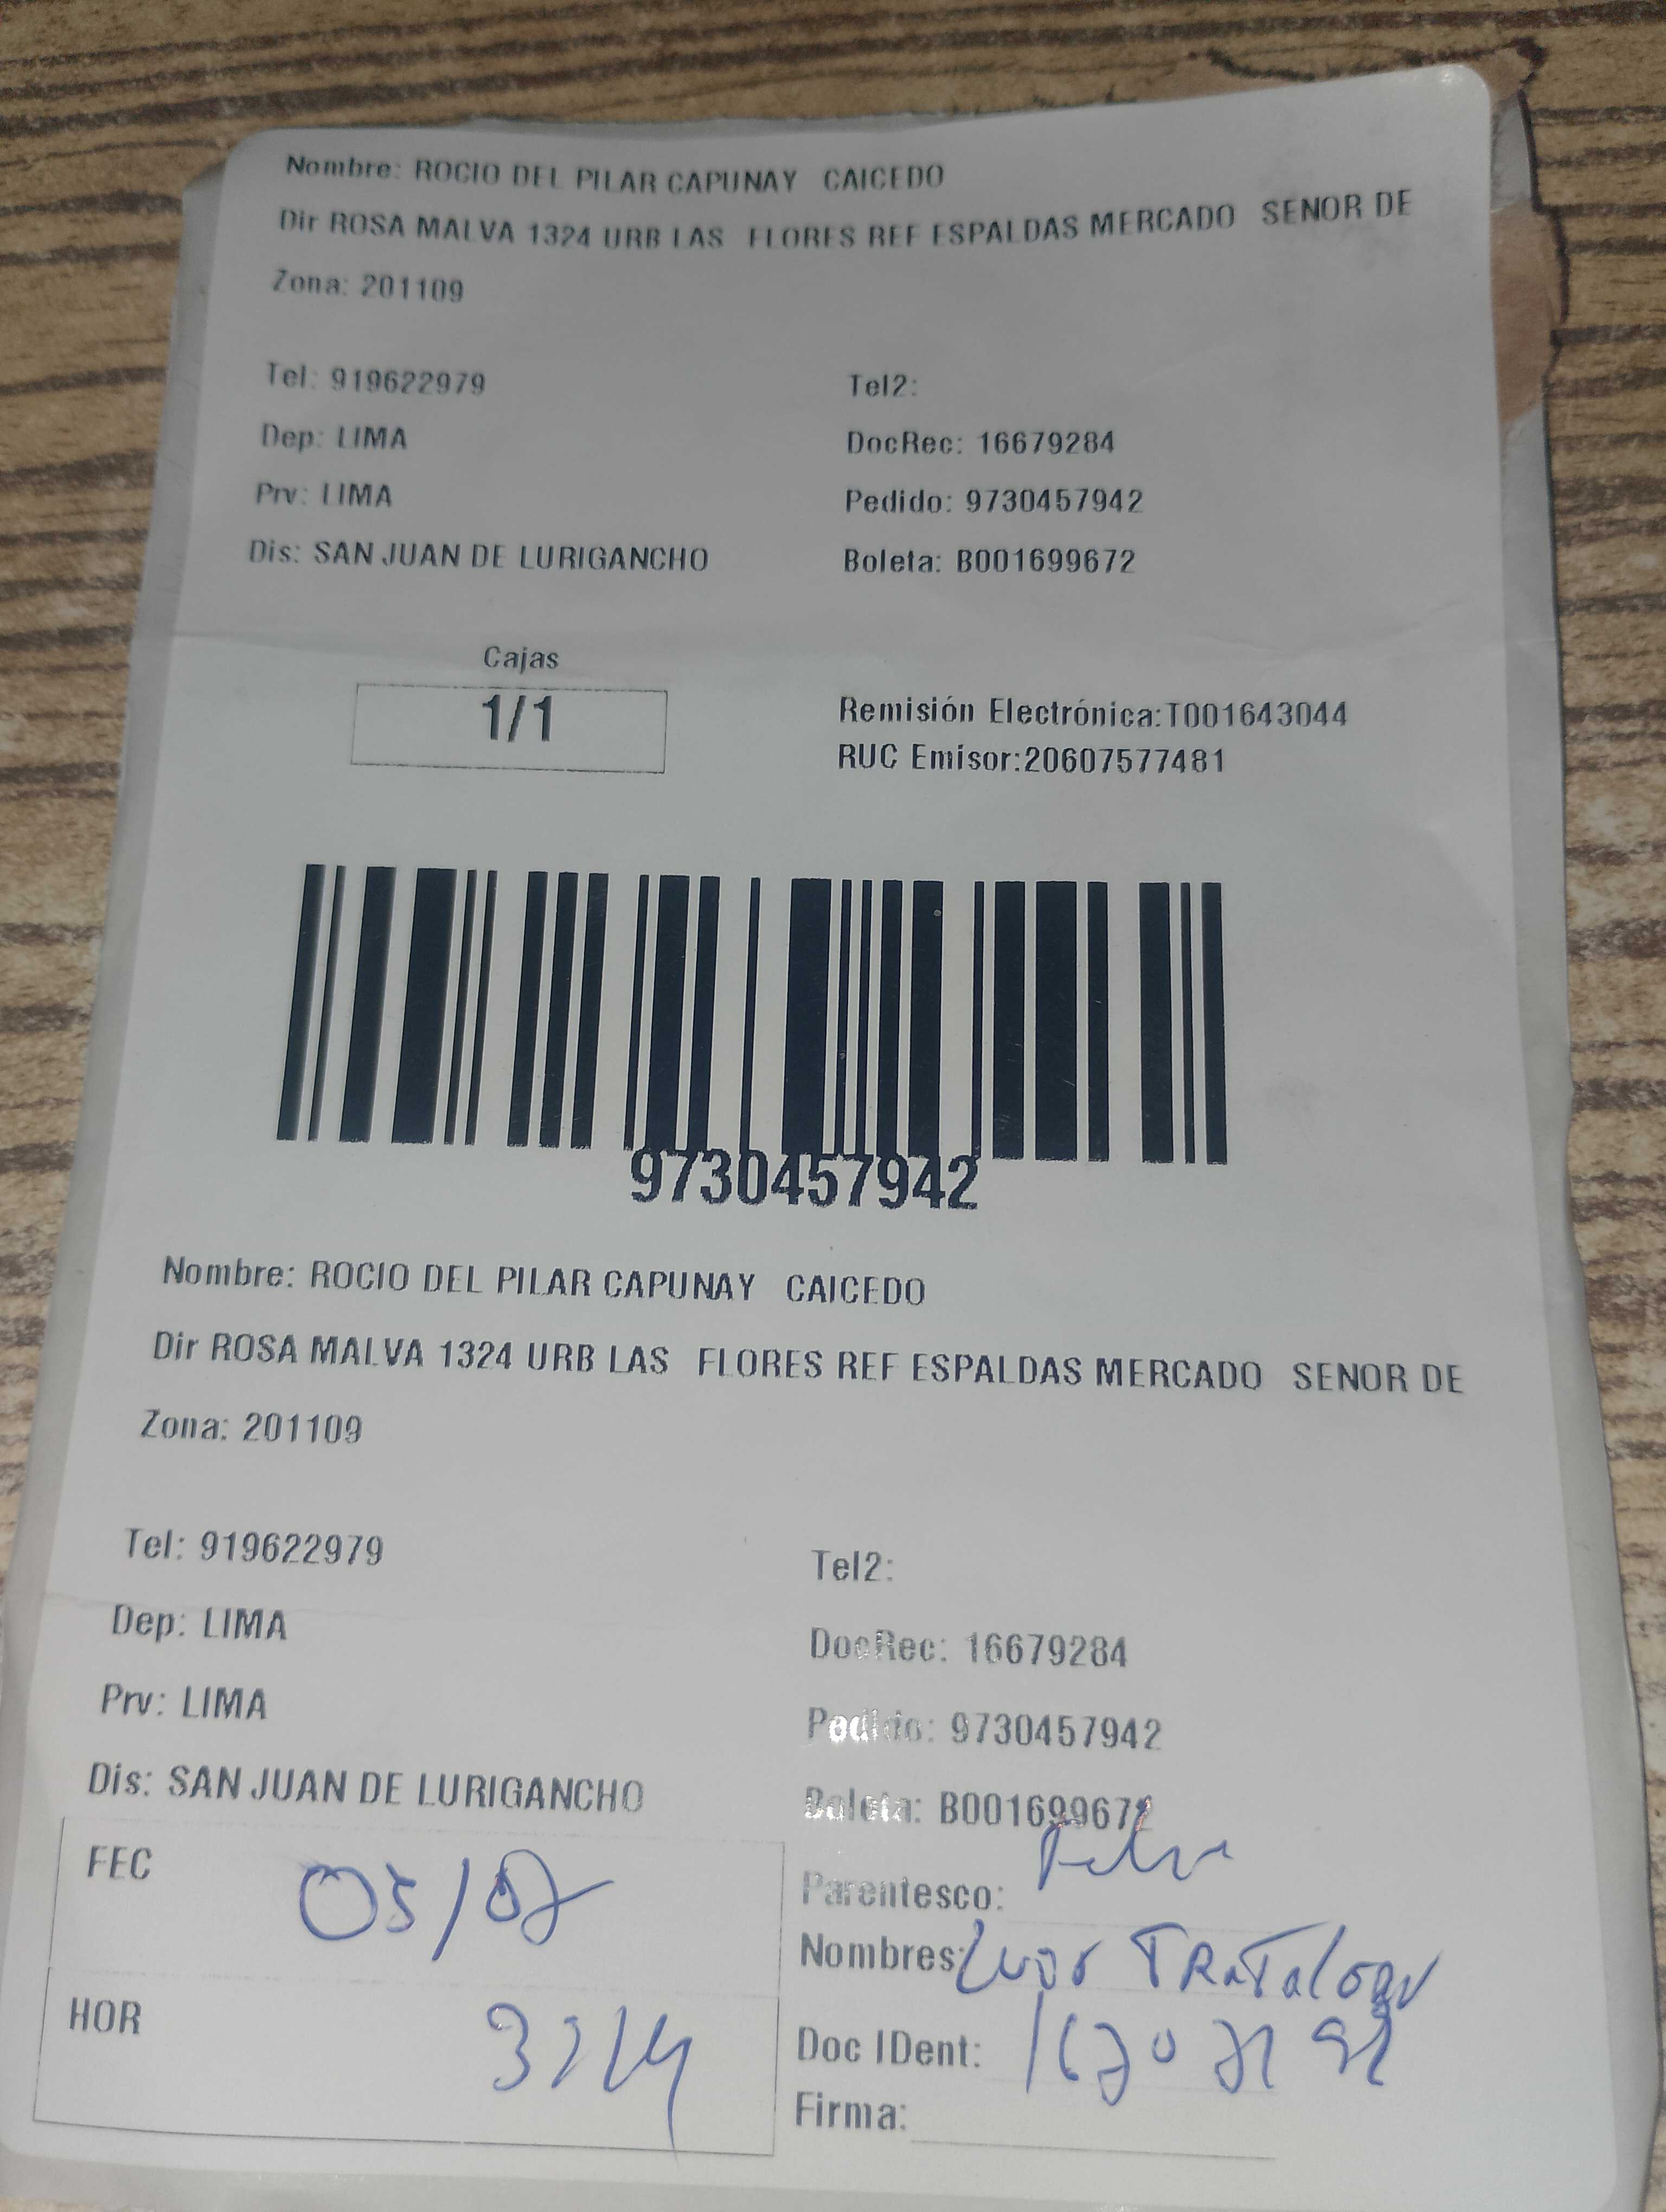 Nombre: ROCIO DEL PILAR CAPUNAY CAICEDO
Dir ROSA MALVA 1324 URB LAS FLORES REF ESPALDAS MERCADO SENOR DE
Zona: 201109
Tel: 919622979 Tel2:
Dep: LIMA DocRec: 16679284
Prv: LIMA Pedido: 9730457942
Dis: SAN JUAN DE LURIGANCHO Boleta: B001699672
Cajas
1/1
Remisión Electrónica:T001643044
RUC Emisor:20607577481
9730457942
Nombre: ROCIO DEL PILAR CAPUNAY CAICEDO
Dir ROSA MALVA 1324 URB LAS FLORES REF ESPALDAS MERCADO SENOR DE
Zona: 201109
Tel: 919622979 Tel2:
Dep: LIMA DocRec: 16679284
Prv: LIMA Pedido: 9730457942
Dis: SAN JUAN DE LURIGANCHO Boleta: B001699672
FEC
Parentesco:
Nombres:
HOR
Doc IDent:
Firma: